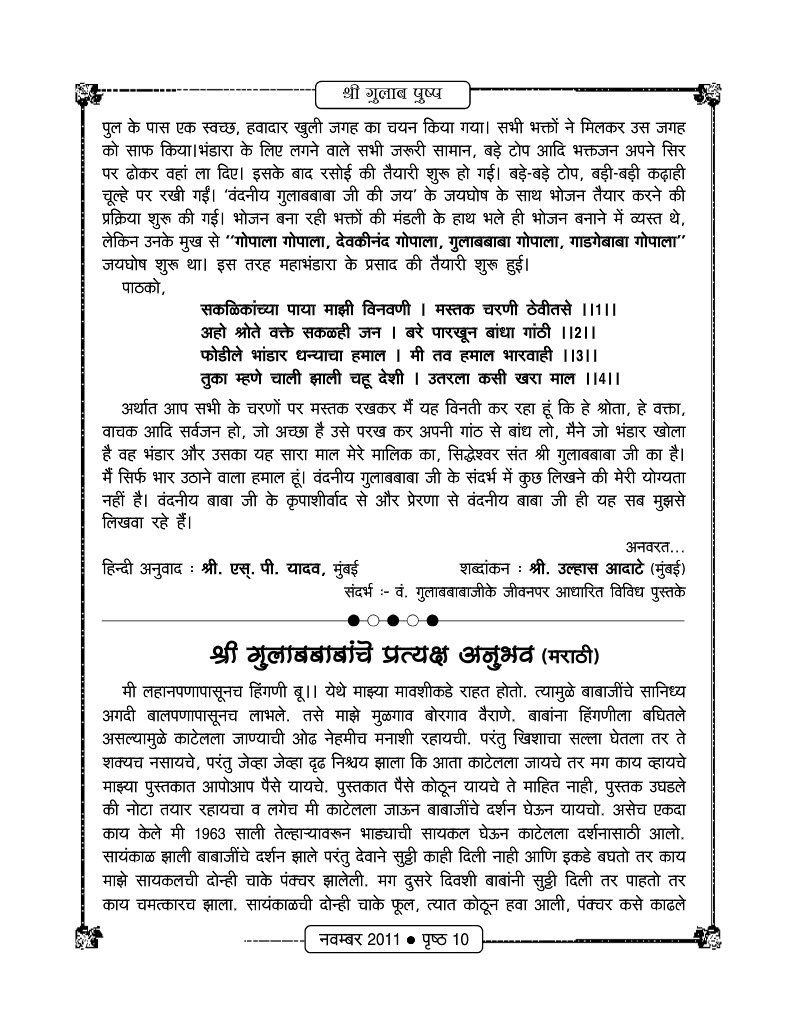 श्री गुलाब पुष्प
पुल के पास एक स्वच्छ, हवादार खुली जगह का चयन किया गया। सभी भक्तों ने मिलकर उस जगह
को साफ किया।भंडारा के लिए लगने वाले सभी जरूरी सामान, बड़े टोप आदि भक्तजन अपने सिर
पर ढोकर वहां ला दिए। इसके बाद रसोई की तैयारी शुरू हो गई। बड़े-बड़े टोप, बड़ी-बड़ी कढ़ाही
चूल्हे पर रखी गईं। ‘वंदनीय गुलाबबाबा जी की जय’ के जयघोष के साथ भोजन तैयार करने की
प्रक्रिया शुरू की गई। भोजन बना रही भक्तों की मंडली के हाथ भले ही भोजन बनाने में व्यस्त थे,
लेकिन उनके मुख से ‘‘गोपाला गोपाला, देवकीनंद गोपाला, गुलाबबाबा गोपाला, गाडगेबाबा गोपाला’’
जयघोष शुरू था। इस तरह महाभंडारा के प्रसाद की तैयारी शुरू हुई।
पाठको,
सकळिकांच्या पाया माझी विनवणी । मस्तक चरणी ठेवीतसे ।।1।।
अहो श्रोते वक्ते सकळही जन । बरे पारखून बांधा गांठी ।।2।।
फोडीले भांडार धन्याचा हमाल । मी तव हमाल भारवाही ।।3।।
तुका म्हणे चाली झाली चहू देशी । उतरला कसी खरा माल ।।4।।
अर्थात आप सभी के चरणों पर मस्तक रखकर मैं यह विनती कर रहा हूं कि हे श्रोता, हे वक्ता,
वाचक आदि सर्वजन हो, जो अच्छा है उसे परख कर अपनी गांठ से बांध लो, मैने जो भंडार खोला
है वह भंडार और उसका यह सारा माल मेरे मालिक का, सिद्धेश्वर संत श्री गुलाबबाबा जी का है।
मैं सिर्फ भार उठाने वाला हमाल हूं। वंदनीय गुलाबबाबा जी के संदर्भ में कुछ लिखने की मेरी योग्यता
नहीं है। वंदनीय बाबा जी के कृपाशीर्वाद से और प्रेरणा से वंदनीय बाबा जी ही यह सब मुझसे
लिखवा रहे हैं।
अनवरत...
हिन्दी अनुवाद : श्री. एस्. पी. यादव, मुंबई शब्दांकन : श्री. उल्हास आदाटे (मुंबई)
संदर्भ :- वं. गुलाबबाबाजीके जीवनपर आधारित विविध पुस्तके
श्री गुलाबबाबांचे प्रत्यक्ष अनुभव (मराठी)
मी लहानपणापासूनच हिंगणी बू।। येथे माझ्या मावशीकडे राहत होतो. त्यामुळे बाबाजींचे सानिध्य
अगदी बालपणापासूनच लाभले. तसे माझे मुळगाव बोरगाव वैराणे. बाबांना हिंगणीला बघितले
असल्यामुळे काटेलला जाण्याची ओढ नेहमीच मनाशी रहायची. परंतु खिशाचा सल्ला घेतला तर ते
शक्यच नसायचे, परंतु जेव्हा जेव्हा दृढ निश्चय झाला कि आता काटेलला जायचे तर मग काय व्हायचे
माझ्या पुस्तकात आपोआप पैसे यायचे. पुस्तकात पैसे कोठून यायचे ते माहित नाही, पुस्तक उघडले
की नोटा तयार रहायचा व लगेच मी काटेलला जाऊन बाबाजींचे दर्शन घेऊन यायचो. असेच एकदा
काय केले मी 1963 साली तेल्हाऱ्यावरून भाड्याची सायकल घेऊन काटेलला दर्शनासाठी आलो.
सायंकाळ झाली बाबाजींचे दर्शन झाले परंतु देवाने सुट्टी काही दिली नाही आणि इकडे बघतो तर काय
माझे सायकलची दोन्ही चाके पंक्चर झालेली. मग दुसरे दिवशी बाबांनी सुट्टी दिली तर पाहतो तर
काय चमत्कारच झाला. सायंकाळची दोन्ही चाके फूल, त्यात कोठून हवा आली, पंक्चर कसे काढले
नवम्बर 2011 ● पृष्ठ 10